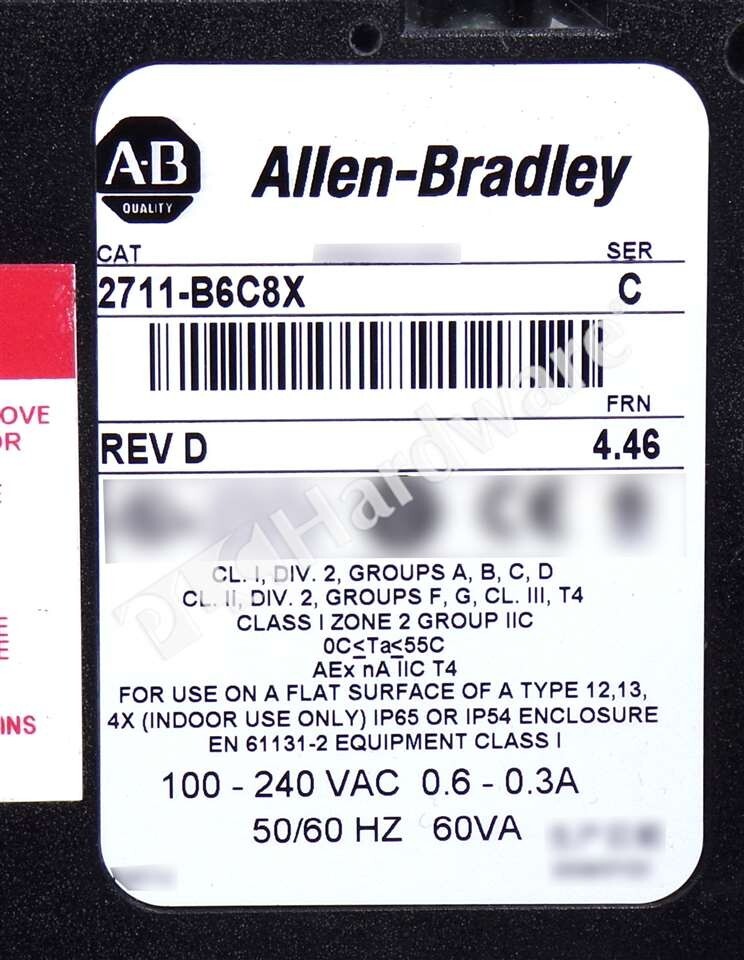 A-B
QUALITY
Allen-Bradley
CAT SER
2711-B6C8X C
FRN
REV D 4.46
CL. I, DIV. 2, GROUPS A, B, C, D
CL. II, DIV. 2, GROUPS F, G, CL. III, T4
CLASS I ZONE 2 GROUP IIC
0C≤Ta≤55C
AEx nA IIC T4
FOR USE ON A FLAT SURFACE OF A TYPE 12,13,
4X (INDOOR USE ONLY) IP65 OR IP54 ENCLOSURE
EN 61131-2 EQUIPMENT CLASS I
100 - 240 VAC 0.6 - 0.3A
50/60 HZ 60VA
PLC Hardware